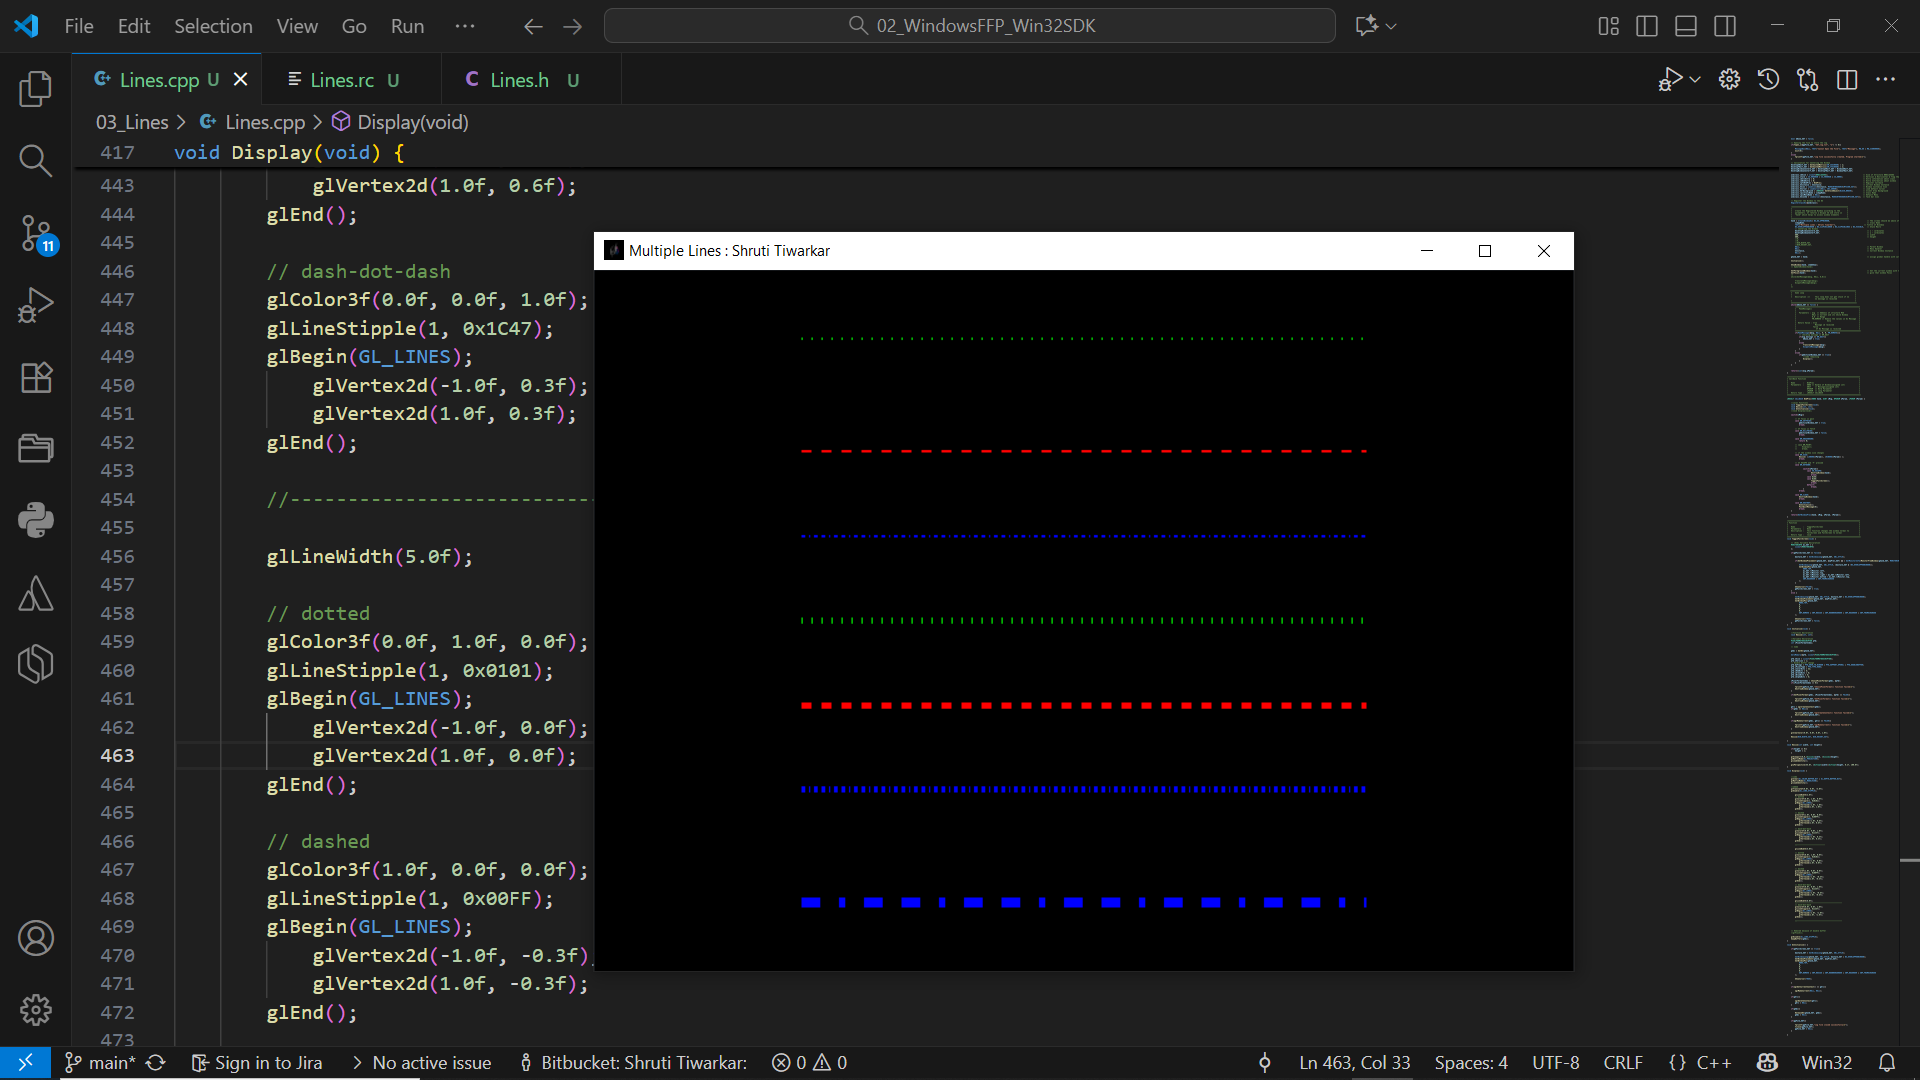 File Edit Selection View Go Run ··· 02_WindowsFFP_Win32SDK
Lines.cpp U Lines.rc U Lines.h U
03_Lines > Lines.cpp > Display(void)
417 void Display(void) {
443 glVertex2d(1.0f, 0.6f);
444 glEnd();
445
446 // dash-dot-dash
447 glColor3f(0.0f, 0.0f, 1.0f);
448 glLineStipple(1, 0x1C47);
449 glBegin(GL_LINES);
450 glVertex2d(-1.0f, 0.3f);
451 glVertex2d(1.0f, 0.3f);
452 glEnd();
453
454 //---------------------------
455
456 glLineWidth(5.0f);
457
458 // dotted
459 glColor3f(0.0f, 1.0f, 0.0f);
460 glLineStipple(1, 0x0101);
461 glBegin(GL_LINES);
462 glVertex2d(-1.0f, 0.0f);
463 glVertex2d(1.0f, 0.0f);
464 glEnd();
465
466 // dashed
467 glColor3f(1.0f, 0.0f, 0.0f);
468 glLineStipple(1, 0x00FF);
469 glBegin(GL_LINES);
470 glVertex2d(-1.0f, -0.3f)
471 glVertex2d(1.0f, -0.3f);
472 glEnd();
473
Multiple Lines : Shruti Tiwarkar
11
main* Sign in to Jira > No active issue Bitbucket: Shruti Tiwarkar: 0 0 Ln 463, Col 33 Spaces: 4 UTF-8 CRLF {} C++ Win32